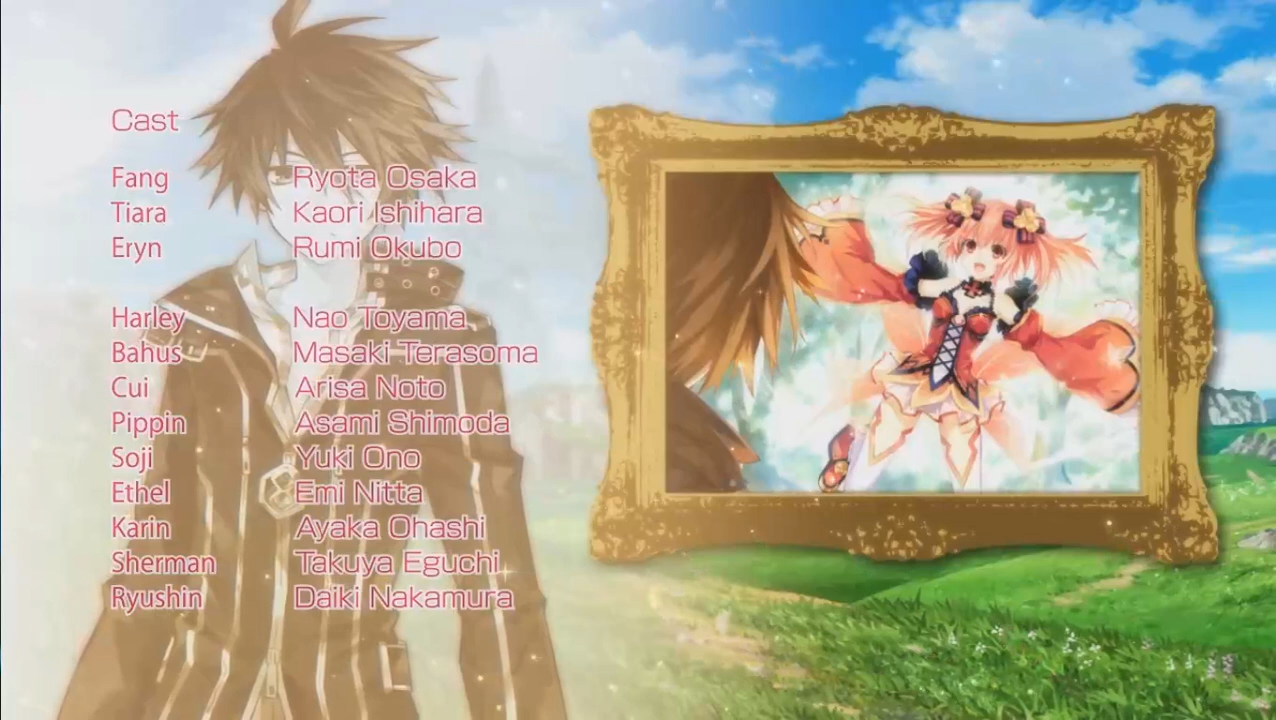 Cast
Fang Ryota Osaka
Tiara Kaori Ishihara
Eryn Rumi Okubo
Harley Nao Toyama
Bahus Masaki Terasoma
Cui Arisa Noto
Pippin Asami Shimoda
Soji Yuki Ono
Ethel Emi Nitta
Karin Ayaka Ohashi
Sherman Takuya Eguchi
Ryushin Daiki Nakamura